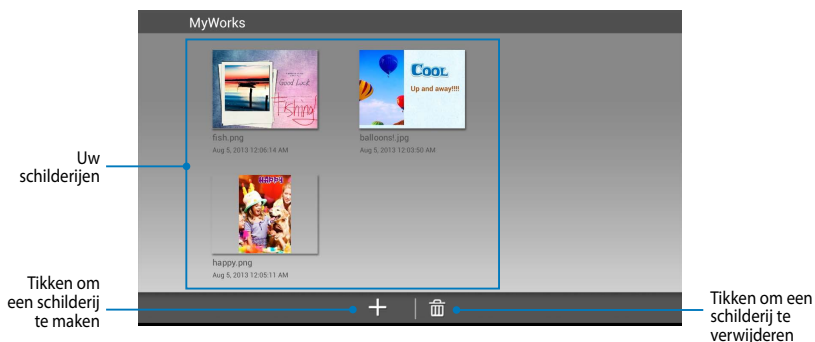 MyWorks
Good Luck
Fishing
COOL
Up and away!!!!
fish.png
Aug 5, 2013 12:06:14 AM
balloons!.jpg
Aug 5, 2013 12:03:50 AM
HAPPY
happy.png
Aug 5, 2013 12:05:11 AM
Uw
schilderijen
Tikken om
een schilderij
te maken
Tikken om een
schilderij te
verwijderen